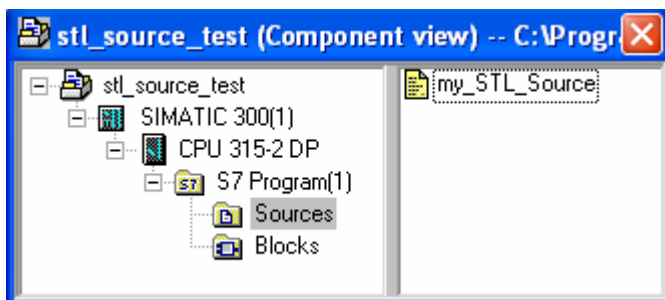 stl_source_test (Component view) -- C:\Progr
stl_source_test
SIMATIC 300(1)
CPU 315-2 DP
S7 Program(1)
Sources
Blocks
my_STL_Source